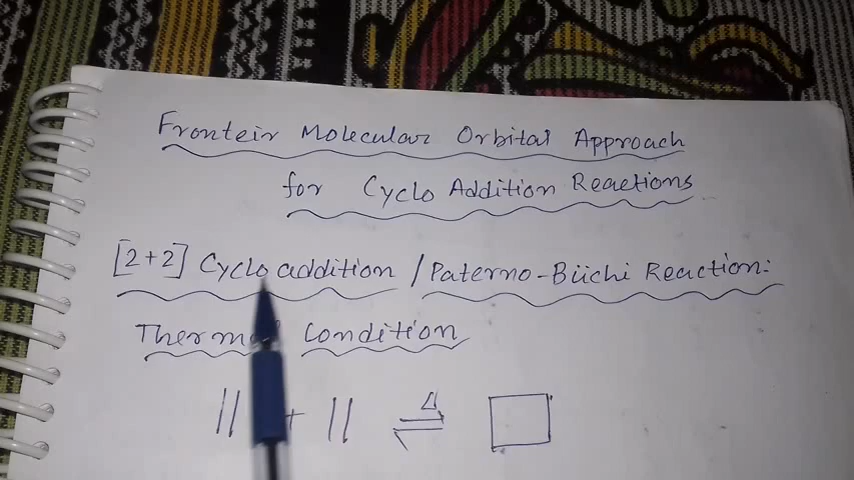 Fronteir Molecular Orbital Approach
for Cyclo Addition Reactions
[2+2] Cycloaddition / Paterno-Büchi Reaction:
Condition
|| + || ⇌ Δ □